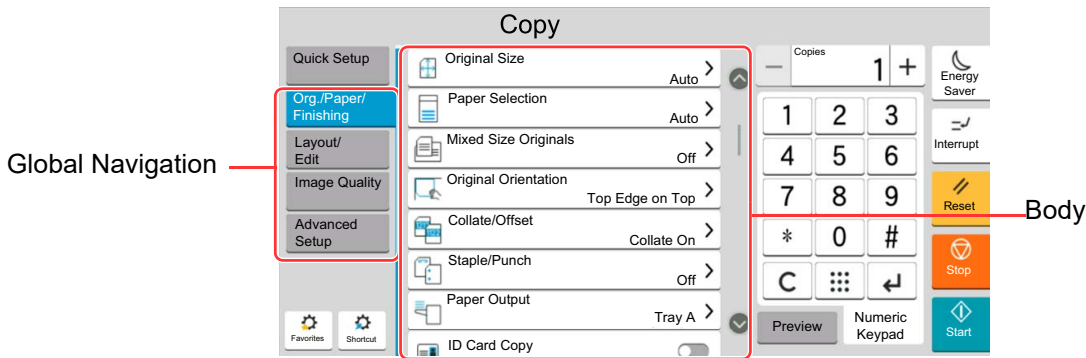 Copy
Global Navigation
Quick Setup
Org./Paper/
Finishing
Layout/
Edit
Image Quality
Advanced
Setup
Favorites
Shortcut
Original Size
Auto
Paper Selection
Auto
Mixed Size Originals
Off
Original Orientation
Top Edge on Top
Collate/Offset
Collate On
Staple/Punch
Off
Paper Output
Tray A
ID Card Copy
Copies
− 1 +
1 2 3
4 5 6
7 8 9
* 0 #
C
Preview
Numeric
Keypad
Energy
Saver
Interrupt
Reset
Stop
Start
Body